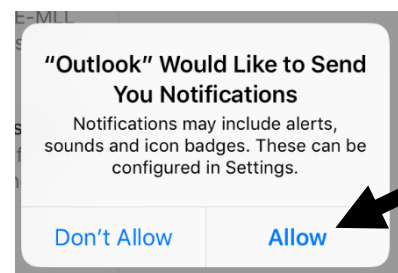 E-MLL
“Outlook” Would Like to Send
You Notifications
Notifications may include alerts,
sounds and icon badges. These can be
configured in Settings.
Don’t Allow
Allow